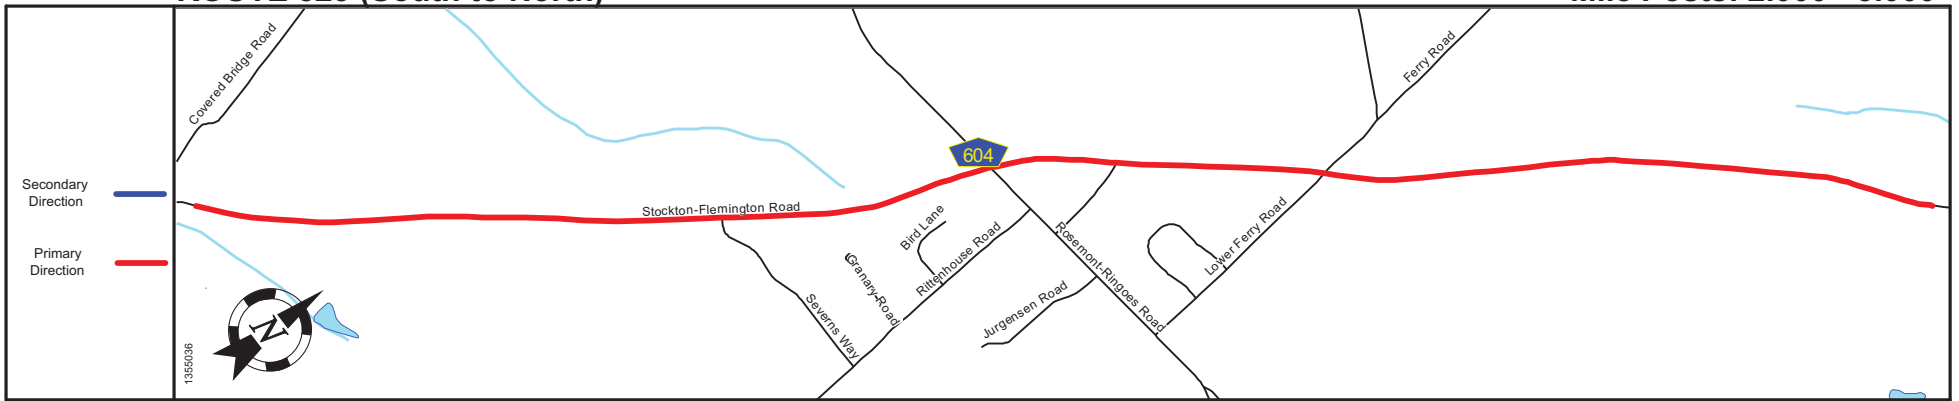 Covered Bridge Road
Ferry Road
604
Secondary
Direction
Stockton-Flemington Road
Primary
Direction
Bird Lane
Granary-Road
Rittenhouse Road
Rosemont-Ringoes Road
Lower Ferry Road
Severns Way
Jurgensen Road
N
1355036